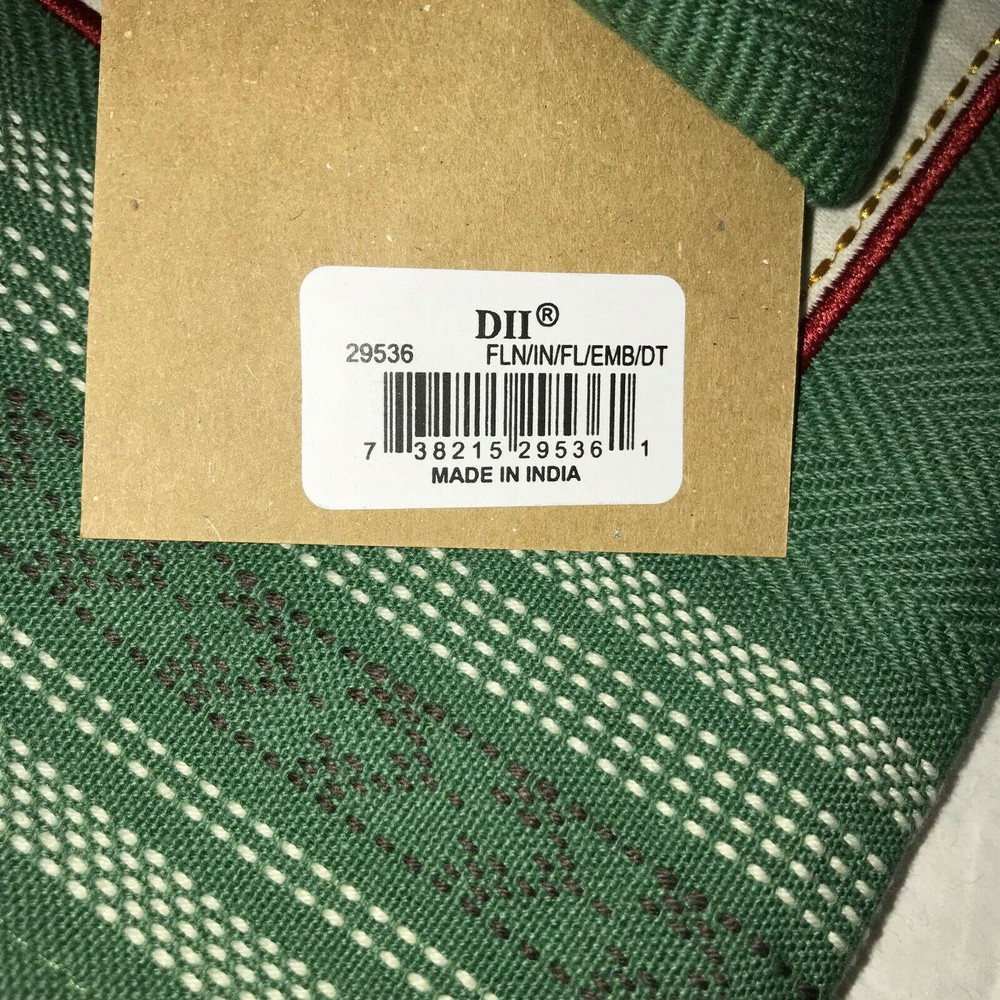 DII®
29536 FLN/IN/FL/EMB/DT
7 38215 29536 1
MADE IN INDIA